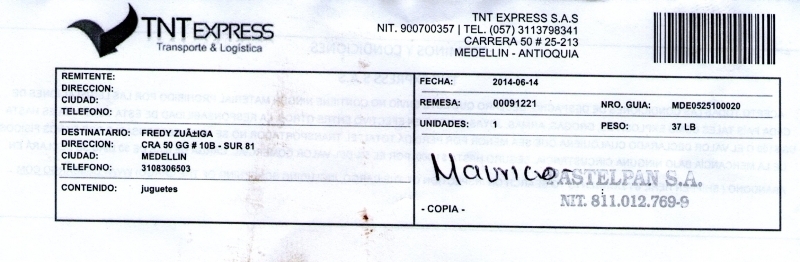 TNT EXPRESS
Transporte & Logística
TNT EXPRESS S.A.S
NIT. 900700357 | TEL. (057) 3113798341
CARRERA 50 # 25-213
MEDELLIN - ANTIOQUIA
REMITENTE:
DIRECCION:
CIUDAD:
TELEFONO:
DESTINATARIO: FREDY ZUÃ±IGA
DIRECCION: CRA 50 GG # 10B - SUR 81
CIUDAD: MEDELLIN
TELEFONO: 3108306503
CONTENIDO: juguetes
FECHA: 2014-06-14
REMESA: 00091221 NRO. GUIA: MDE0525100020
UNIDADES: 1 PESO: 37 LB
Mauricio
PASTELPAN S.A.
NIT. 811.012.769-9
- COPIA -